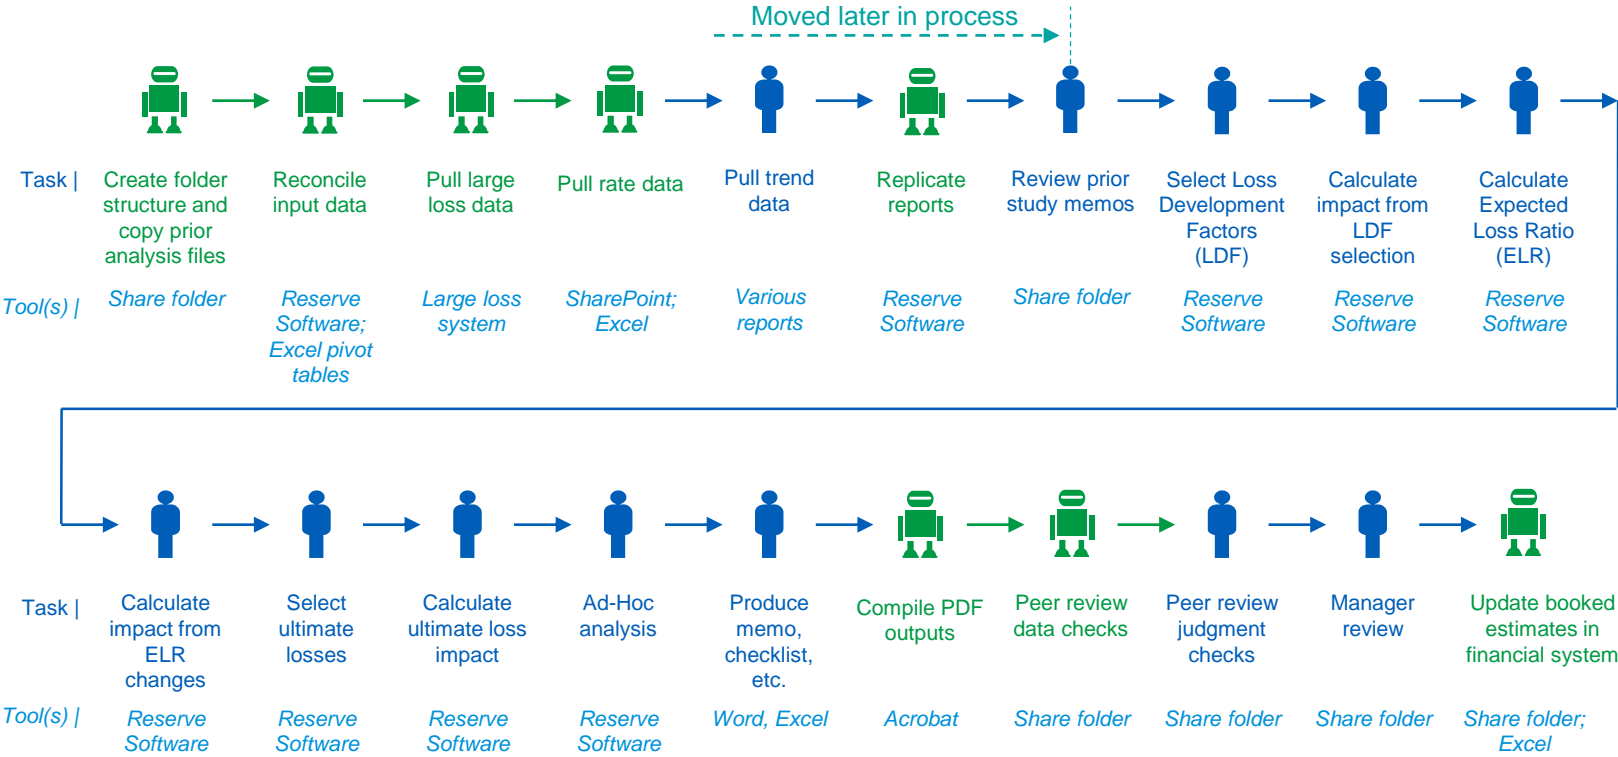 Moved later in process
Task |
Create folder
structure and
copy prior
analysis files
Reconcile
input data
Pull large
loss data
Pull rate data
Pull trend
data
Replicate
reports
Review prior
study memos
Select Loss
Development
Factors
(LDF)
Calculate
impact from
LDF
selection
Calculate
Expected
Loss Ratio
(ELR)
Tool(s) |
Share folder
Reserve
Software;
Excel pivot
tables
Large loss
system
SharePoint;
Excel
Various
reports
Reserve
Software
Share folder
Reserve
Software
Reserve
Software
Reserve
Software
Task |
Calculate
impact from
ELR
changes
Select
ultimate
losses
Calculate
ultimate loss
impact
Ad-Hoc
analysis
Produce
memo,
checklist,
etc.
Compile PDF
outputs
Peer review
data checks
Peer review
judgment
checks
Manager
review
Update booked
estimates in
financial system
Tool(s) |
Reserve
Software
Reserve
Software
Reserve
Software
Reserve
Software
Word, Excel
Acrobat
Share folder
Share folder
Share folder
Share folder;
Excel